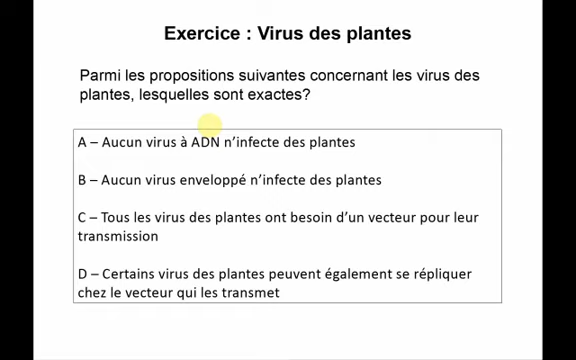 Exercice : Virus des plantes
Parmi les propositions suivantes concernant les virus des
plantes, lesquelles sont exactes?
A – Aucun virus à ADN n’infecte des plantes
B – Aucun virus enveloppé n’infecte des plantes
C – Tous les virus des plantes ont besoin d’un vecteur pour leur
transmission
D – Certains virus des plantes peuvent également se répliquer
chez le vecteur qui les transmet